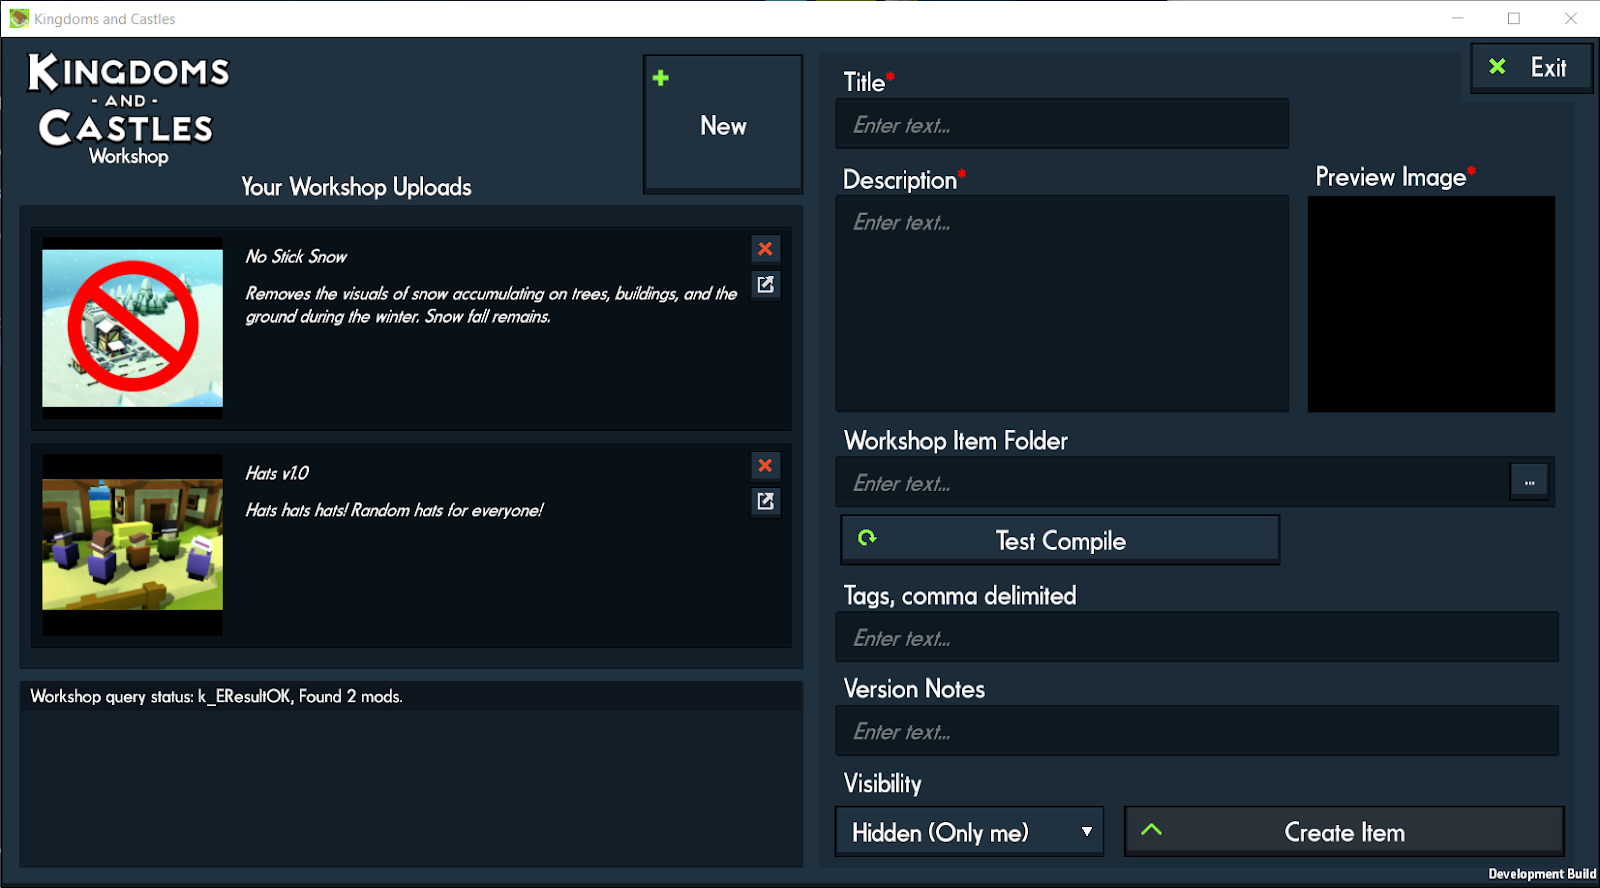 Kingdoms and Castles
KINGDOMS
- AND -
CASTLES
Workshop
Your Workshop Uploads
New
No Stick Snow
Removes the visuals of snow accumulating on trees, buildings, and the
ground during the winter. Snow fall remains.
Hats v1.0
Hats hats hats! Random hats for everyone!
Workshop query status: k_EResultOK, Found 2 mods.
Exit
Title*
Enter text...
Description*
Enter text...
Preview Image*
Workshop Item Folder
Enter text...
...
Test Compile
Tags, comma delimited
Enter text...
Version Notes
Enter text...
Visibility
Hidden (Only me)
Create Item
Development Build